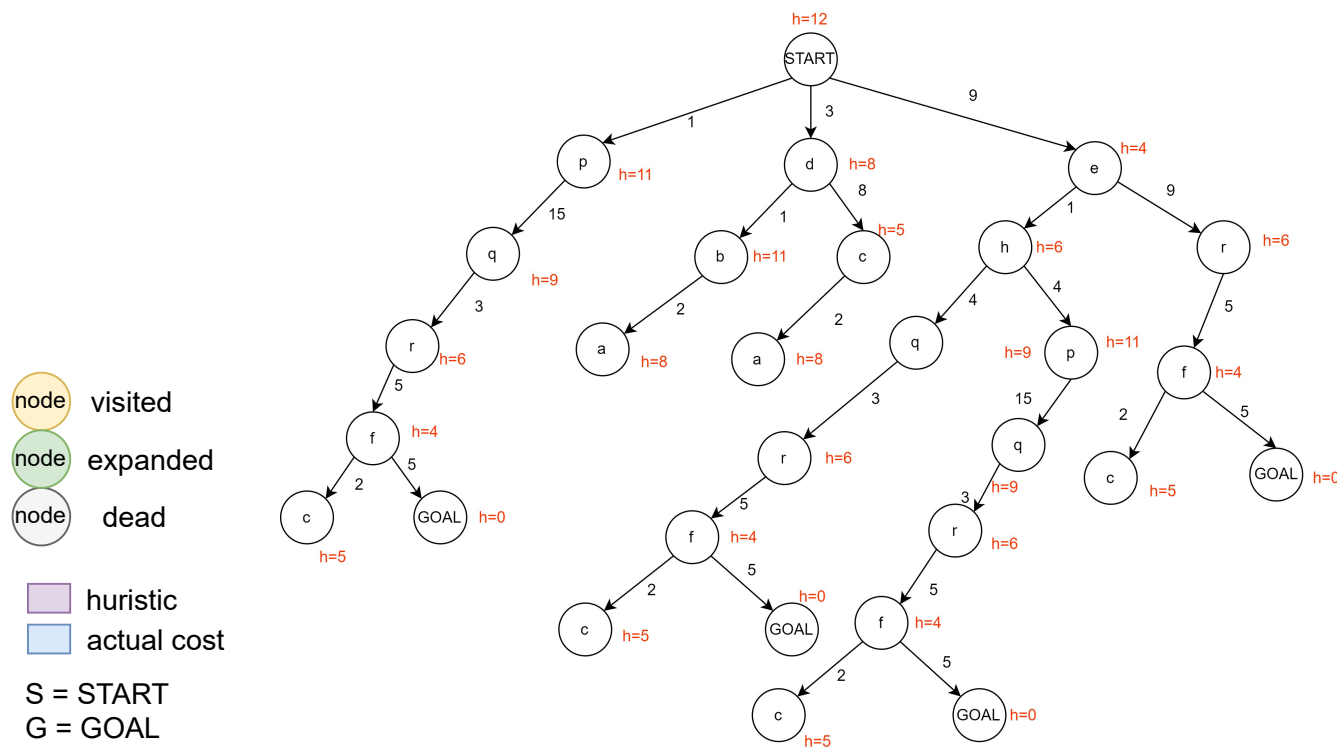 h=12
START
1
3
9
p
h=11
d
h=8
e
h=4
15
1
8
1
9
q
h=9
b
h=11
c
h=5
h
h=6
r
h=6
3
2
2
4
4
5
r
h=6
a
h=8
a
h=8
q
h=9
p
h=11
f
h=4
5
3
15
2
5
f
h=4
r
h=6
q
h=9
c
h=5
GOAL
h=0
2
5
5
3
c
h=5
GOAL
h=0
f
h=4
r
h=6
2
5
5
c
h=5
GOAL
h=0
f
h=4
2
5
c
h=5
GOAL
h=0
node visited
node expanded
node dead
huristic
actual cost
S = START
G = GOAL